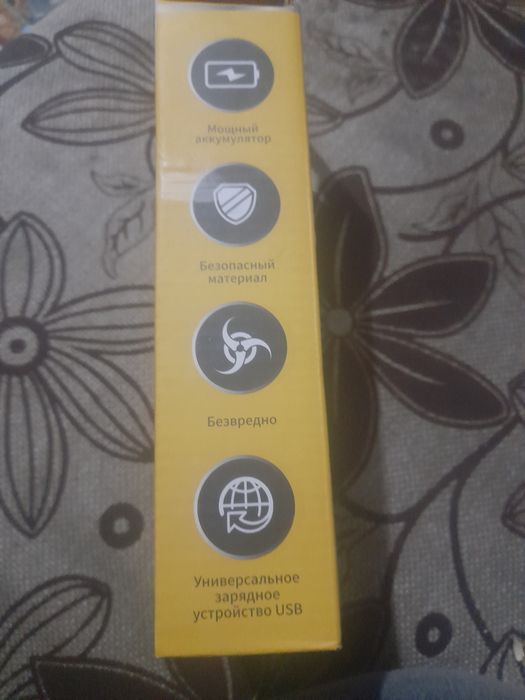 Мощный
аккумулятор
Безопасный
материал
Безвредно
Универсальное
зарядное
устройство USB